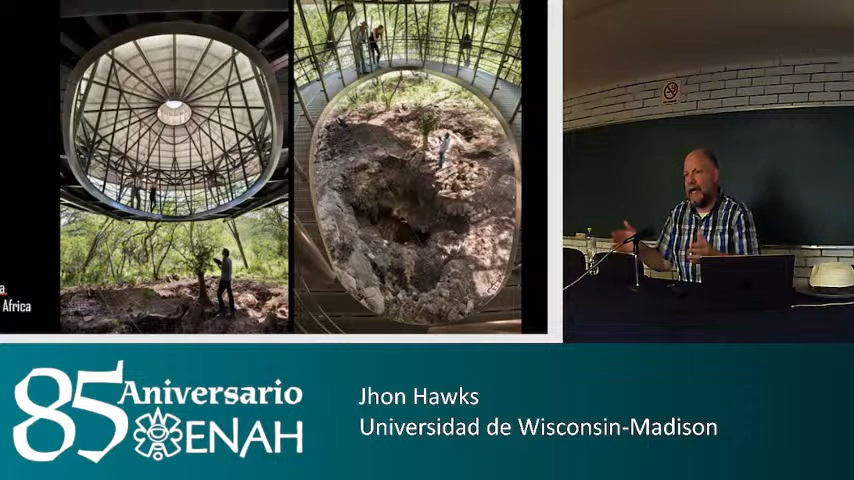 a
Africa
85 Aniversario
ENAH
Jhon Hawks
Universidad de Wisconsin-Madison